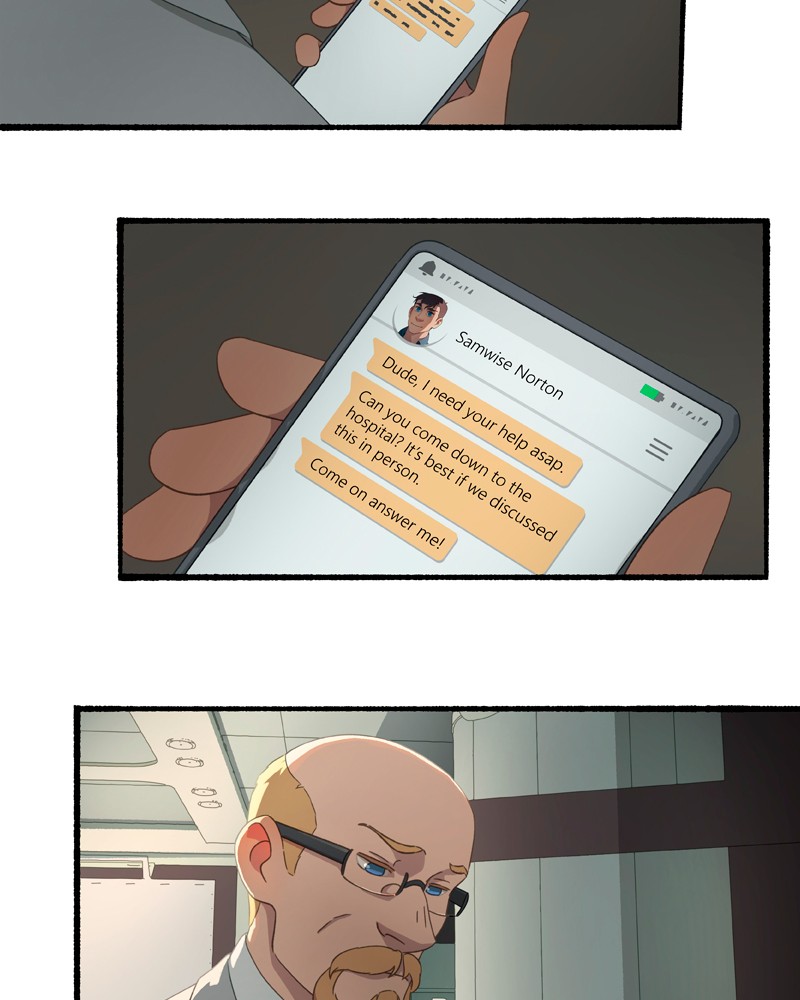 Samwise Norton
Dude, I need your help asap.
Can you come down to the
hospital? It's best if we discussed
this in person.
Come on answer me!